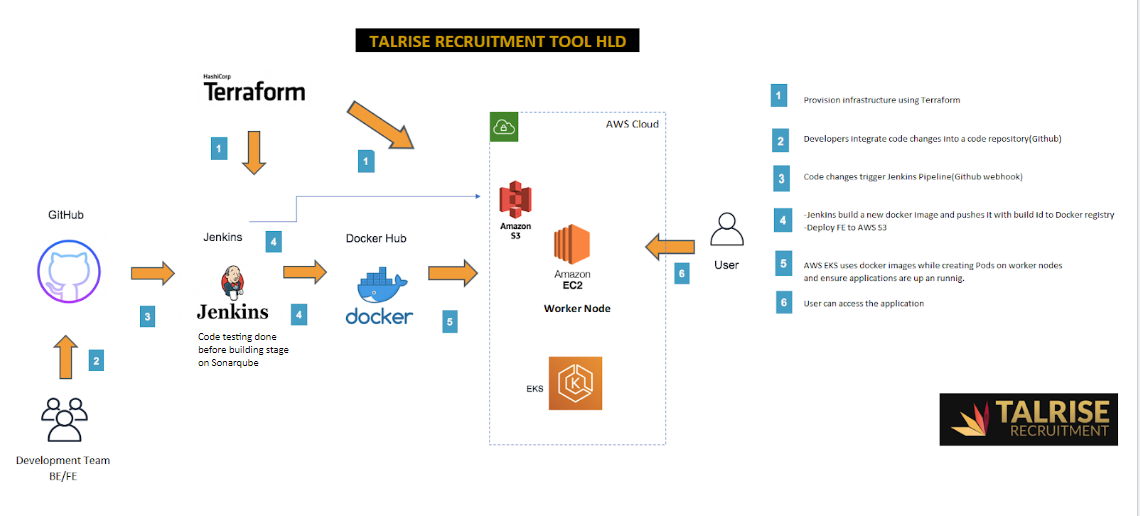 TALRISE RECRUITMENT TOOL HLD
HashiCorp
Terraform
1
1
AWS Cloud
GitHub
Jenkins
4
Docker Hub
Amazon
S3
Amazon
EC2
Worker Node
User
6
Jenkins
docker
3
4
5
Code testing done
before building stage
on Sonarqube
2
EKS
Development Team
BE/FE
1 Provision infrastructure using Terraform
2 Developers integrate code changes into a code repository(Github)
3 Code changes trigger Jenkins Pipeline(Github webhook)
4 -Jenkins build a new docker image and pushes it with build id to Docker registry
-Deploy FE to AWS S3
5 AWS EKS uses docker images while creating Pods on worker nodes
and ensure applications are up an runnig.
6 User can access the application
TALRISE
RECRUITMENT